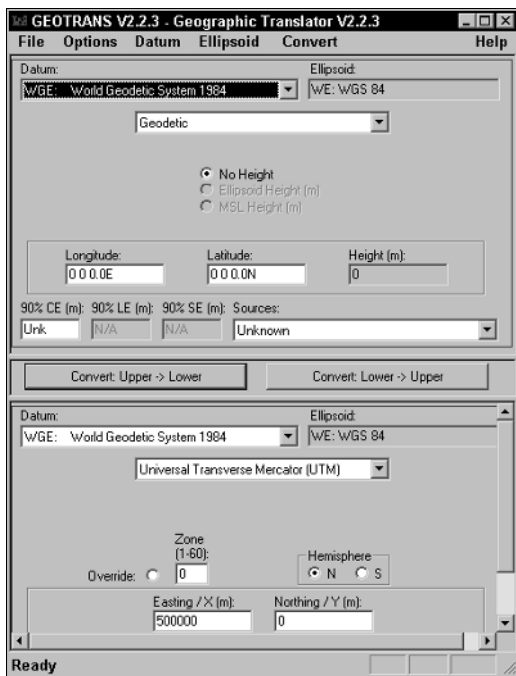 GEOTRANS V2.2.3 - Geographic Translator V2.2.3
File Options Datum Ellipsoid Convert Help
Datum: Ellipsoid:
WGE: World Geodetic System 1984 WE: WGS 84
Geodetic
No Height
Ellipsoid Height (m)
MSL Height (m)
Longitude: Latitude: Height (m):
0 0 0.0E 0 0 0.0N 0
90% CE (m): 90% LE (m): 90% SE (m): Sources:
Unk N/A N/A Unknown
Convert: Upper -> Lower Convert: Lower -> Upper
Datum: Ellipsoid:
WGE: World Geodetic System 1984 WE: WGS 84
Universal Transverse Mercator (UTM)
Zone
(1-60):
Hemisphere
Override: 0 N S
Easting / X (m): Northing / Y (m):
500000 0
Ready